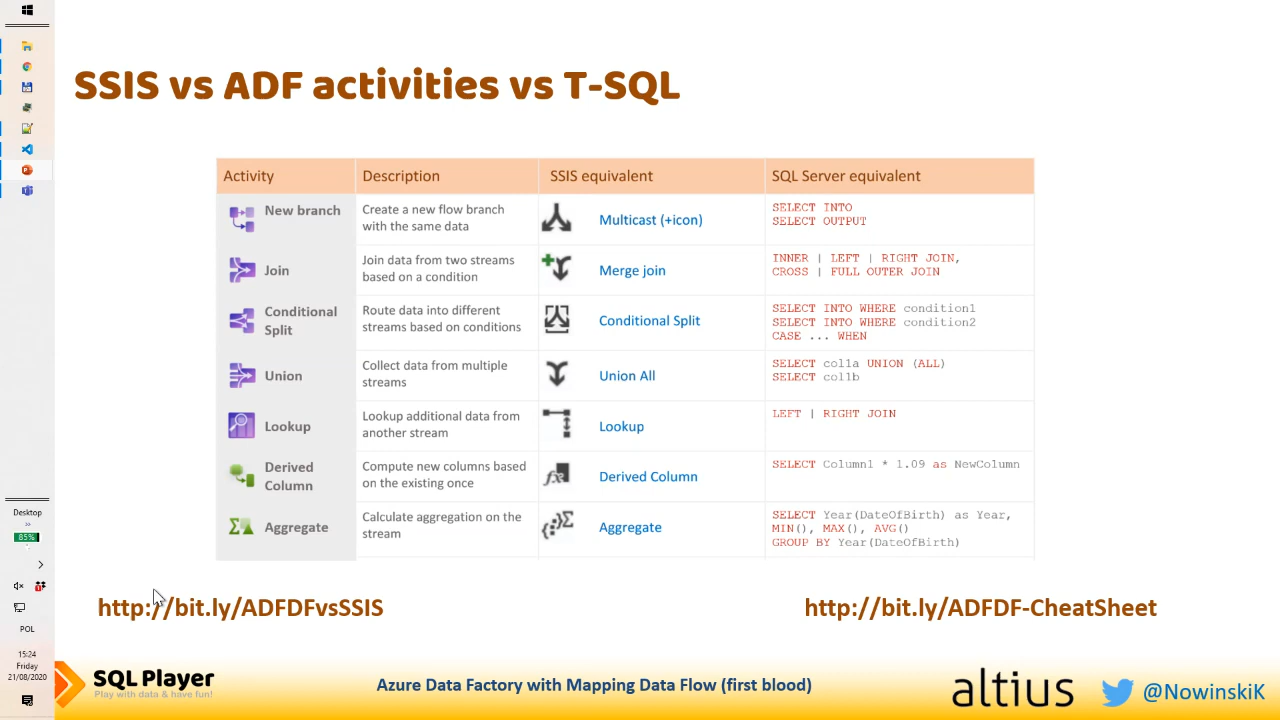 SSIS vs ADF activities vs T-SQL
Activity
Description
SSIS equivalent
SQL Server equivalent
New branch
Create a new flow branch
with the same data
Multicast (+icon)
SELECT INTO
SELECT OUTPUT
Join
Join data from two streams
based on a condition
Merge join
INNER | LEFT | RIGHT JOIN,
CROSS | FULL OUTER JOIN
Conditional
Split
Route data into different
streams based on conditions
Conditional Split
SELECT INTO WHERE condition1
SELECT INTO WHERE condition2
CASE ... WHEN
Union
Collect data from multiple
streams
Union All
SELECT col1a UNION (ALL)
SELECT col1b
Lookup
Lookup additional data from
another stream
Lookup
LEFT | RIGHT JOIN
Derived
Column
Compute new columns based
on the existing once
Derived Column
SELECT Column1 * 1.09 as NewColumn
Aggregate
Calculate aggregation on the
stream
Aggregate
SELECT Year(DateOfBirth) as Year,
MIN(), MAX(), AVG()
GROUP BY Year(DateOfBirth)
http://bit.ly/ADFDFvsSSIS
http://bit.ly/ADFDF-CheatSheet
SQL Player
Play with data & have fun!
Azure Data Factory with Mapping Data Flow (first blood)
altius
@NowinskiK
Desktop
85%
POL
15:24
Friday
21/08/2020